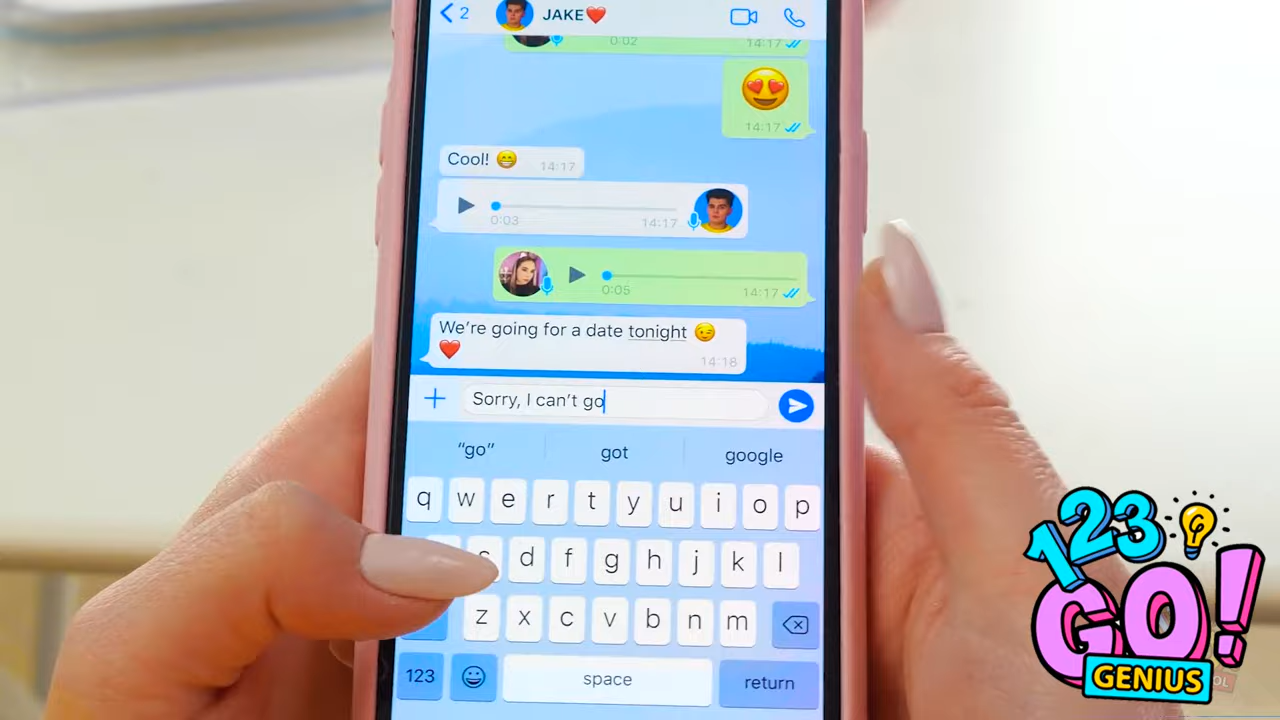 2 JAKE❤️
0:02 14:17
😍
14:17
Cool! 😁 14:17
0:03 14:17
0:05 14:17
We're going for a date tonight 😉
❤️
14:18
Sorry, I can't go
"go" got google
q w e r t y u i o p
s d f g h j k l
z x c v b n m
123 space return
123
GO!
GENIUS